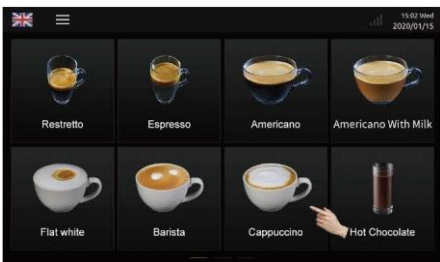 15:02 Wed
2020/01/15
Restretto
Espresso
Americano
Americano With Milk
Flat white
Barista
Cappuccino
Hot Chocolate